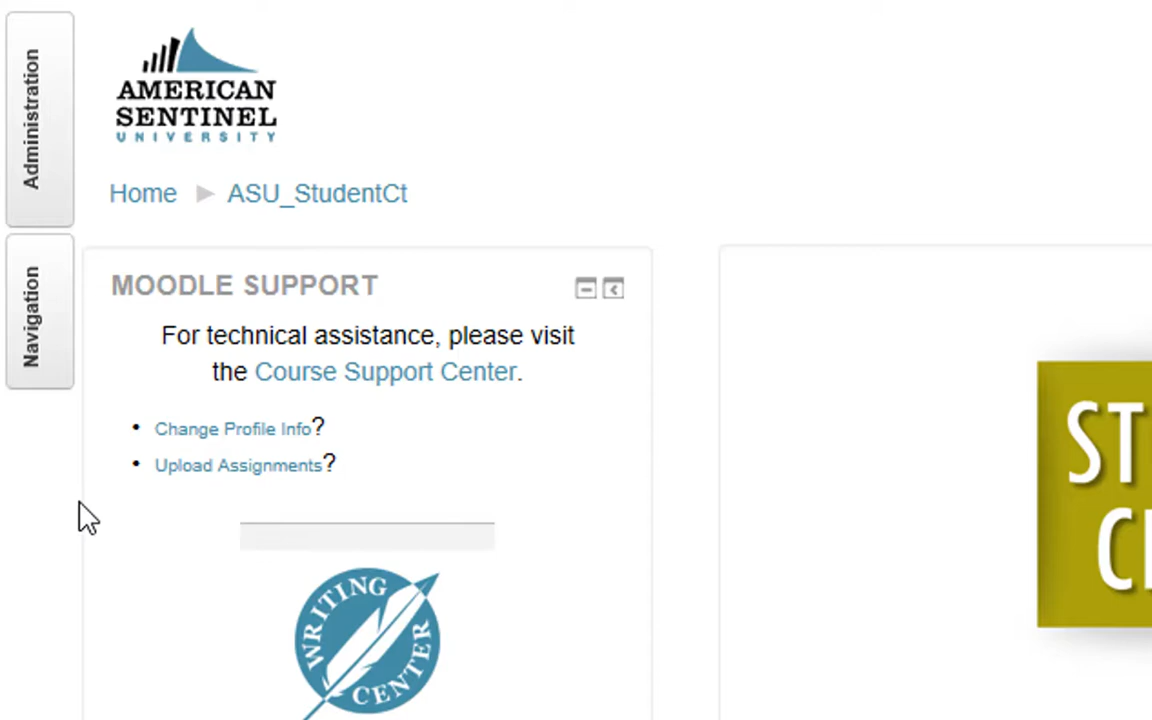 Administration
Navigation
AMERICAN
SENTINEL
UNIVERSITY
Home ► ASU_StudentCt
MOODLE SUPPORT
For technical assistance, please visit
the Course Support Center.
• Change Profile Info?
• Upload Assignments?
WRITING
CENTER
ST